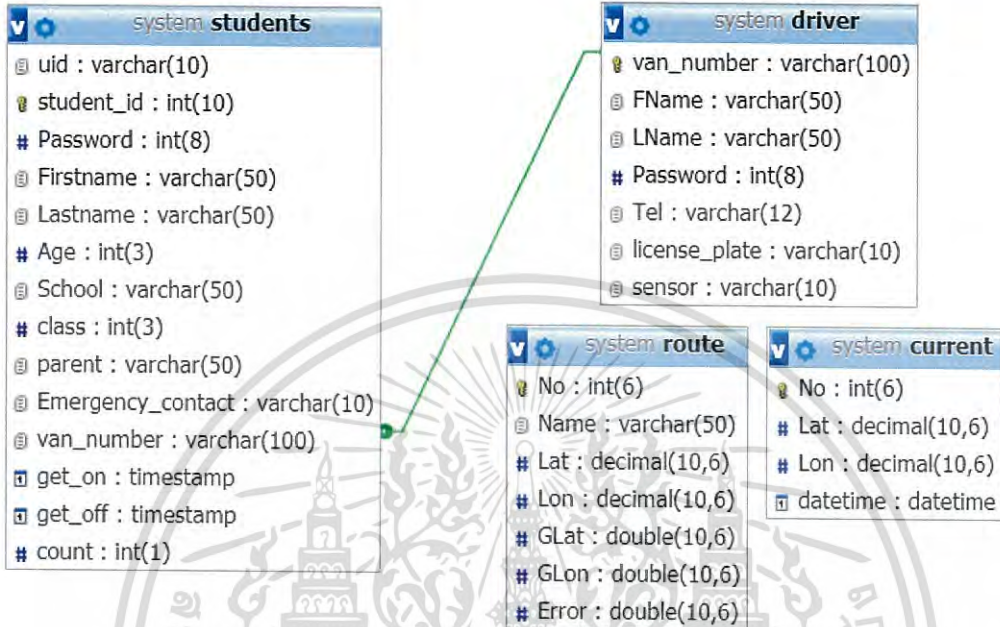 system students
uid : varchar(10)
student_id : int(10)
# Password : int(8)
Firstname : varchar(50)
Lastname : varchar(50)
# Age : int(3)
School : varchar(50)
# class : int(3)
parent : varchar(50)
Emergency_contact : varchar(10)
van_number : varchar(100)
get_on : timestamp
get_off : timestamp
# count : int(1)
system driver
van_number : varchar(100)
FName : varchar(50)
LName : varchar(50)
# Password : int(8)
Tel : varchar(12)
license_plate : varchar(10)
sensor : varchar(10)
system route
No : int(6)
Name : varchar(50)
# Lat : decimal(10,6)
# Lon : decimal(10,6)
# GLat : double(10,6)
# GLon : double(10,6)
# Error : double(10,6)
system current
No : int(6)
# Lat : decimal(10,6)
# Lon : decimal(10,6)
datetime : datetime